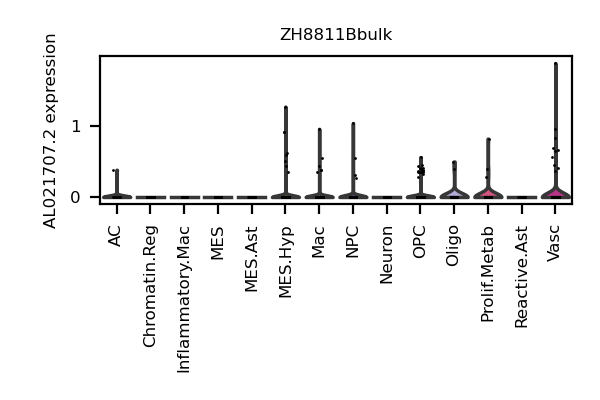 ZH8811Bbulk
AL021707.2 expression
1
0
AC
Chromatin.Reg
Inflammatory.Mac
MES
MES.Ast
MES.Hyp
Mac
NPC
Neuron
OPC
Oligo
Prolif.Metab
Reactive.Ast
Vasc